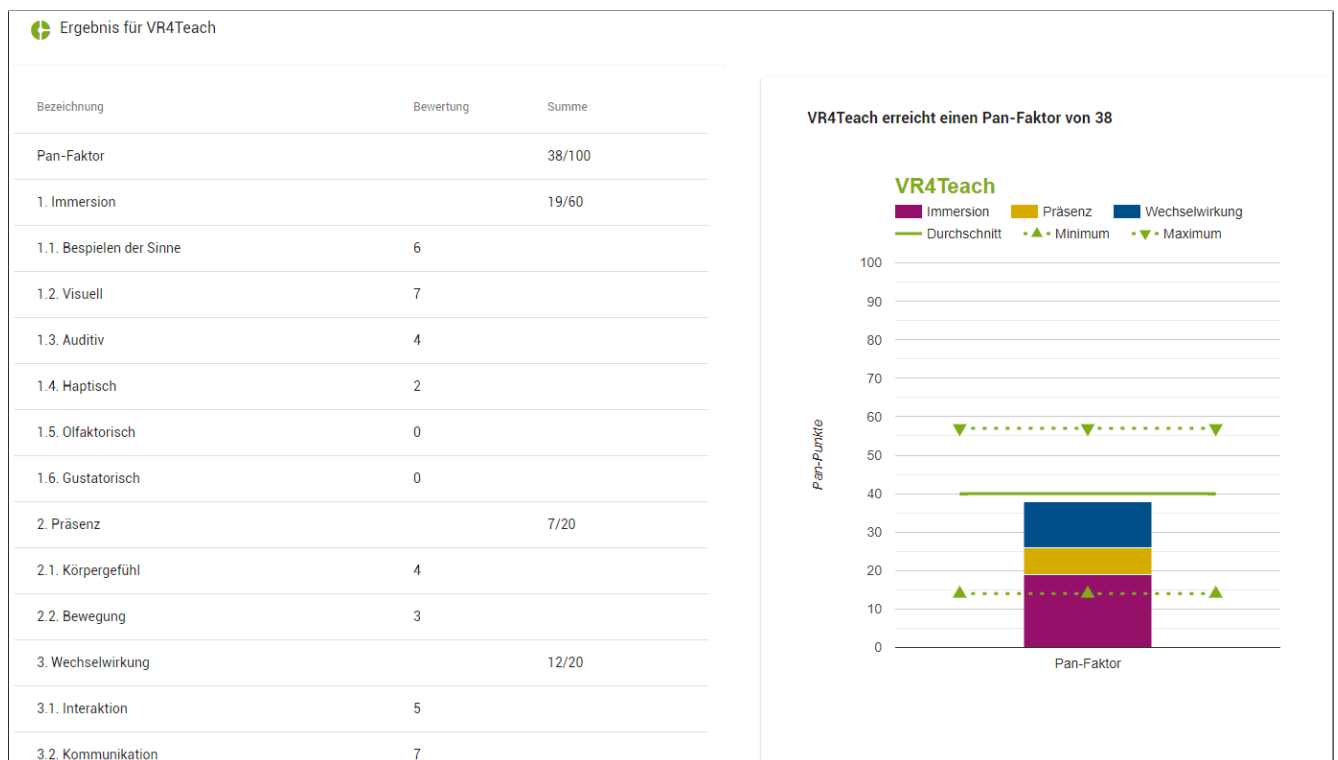 Ergebnis für VR4Teach
Bezeichnung Bewertung Summe
Pan-Faktor 38/100
1. Immersion 19/60
1.1. Bespielen der Sinne 6
1.2. Visuell 7
1.3. Auditiv 4
1.4. Haptisch 2
1.5. Olfaktorisch 0
1.6. Gustatorisch 0
2. Präsenz 7/20
2.1. Körpergefühl 4
2.2. Bewegung 3
3. Wechselwirkung 12/20
3.1. Interaktion 5
3.2. Kommunikation 7
VR4Teach erreicht einen Pan-Faktor von 38
VR4Teach
Immersion Präsenz Wechselwirkung
Durchschnitt Minimum Maximum
100
90
80
70
60
50
40
30
20
10
0
Pan-Punkte
Pan-Faktor